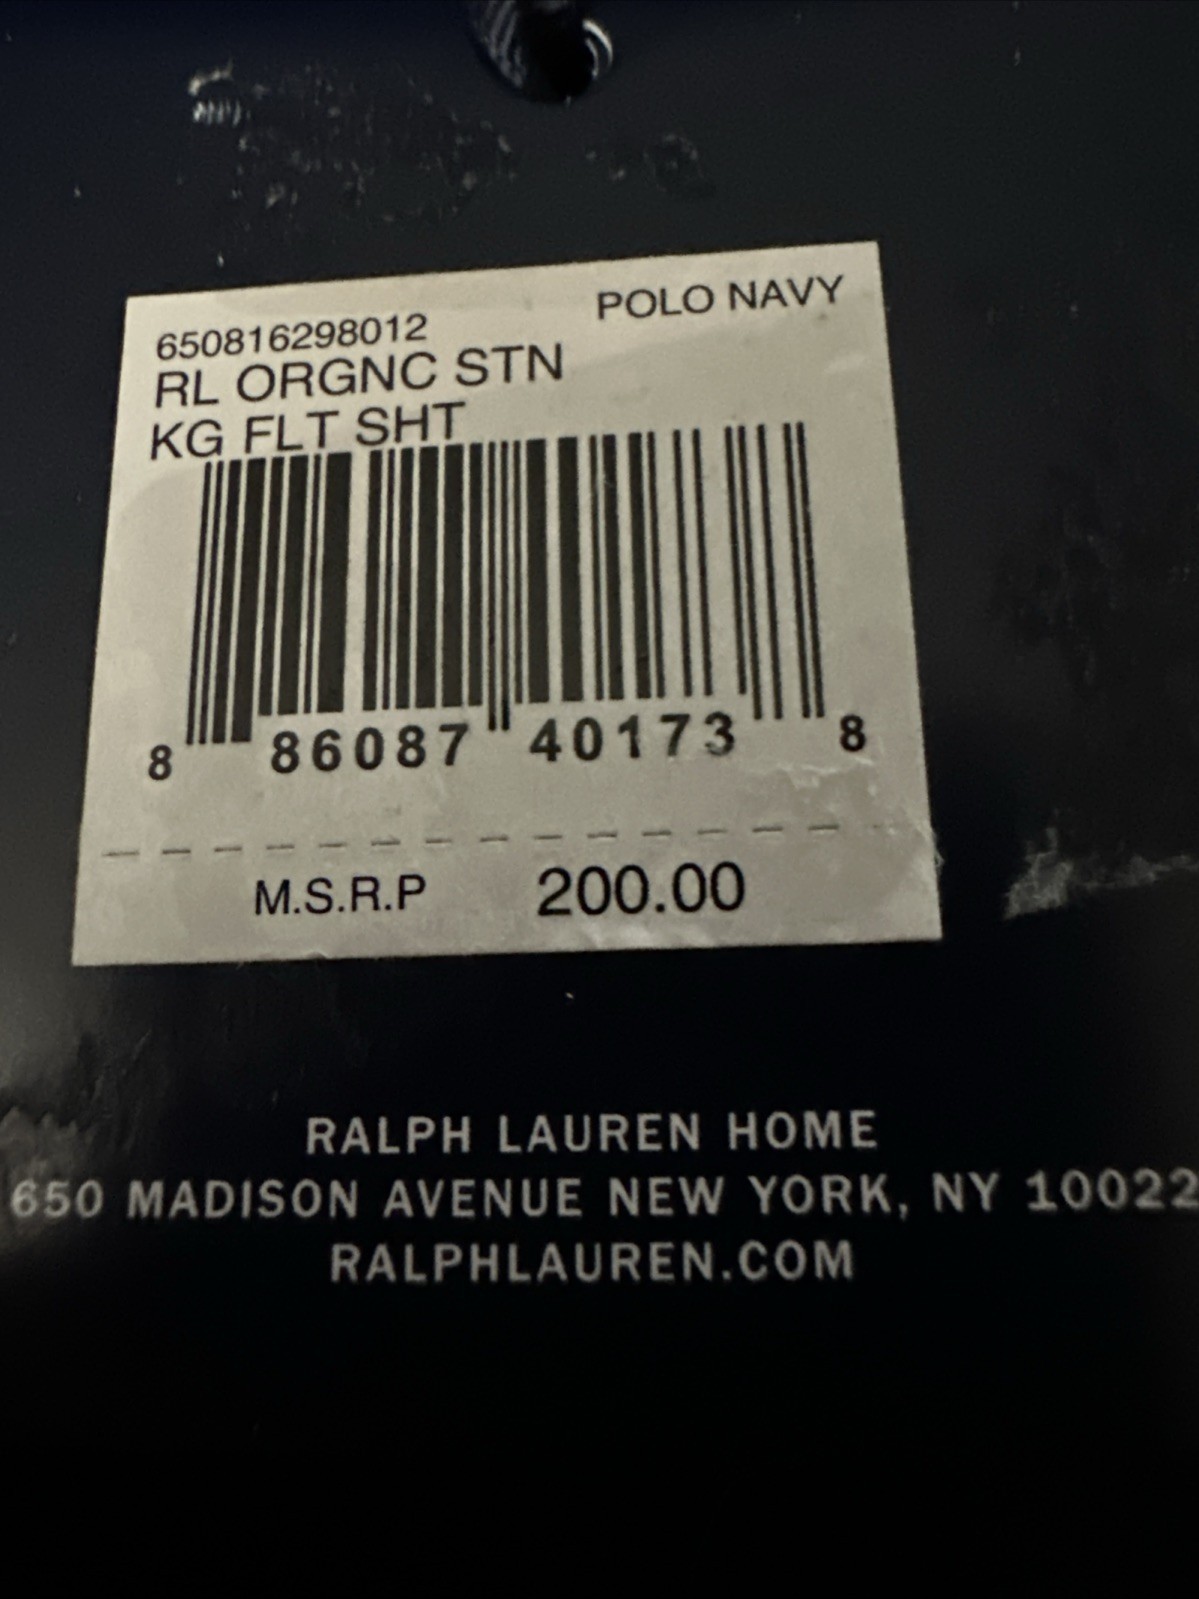 POLO NAVY
650816298012
RL ORGNC STN
KG FLT SHT
8 86087 40173 8
M.S.R.P 200.00
RALPH LAUREN HOME
650 MADISON AVENUE NEW YORK, NY 10022
RALPHLAUREN.COM